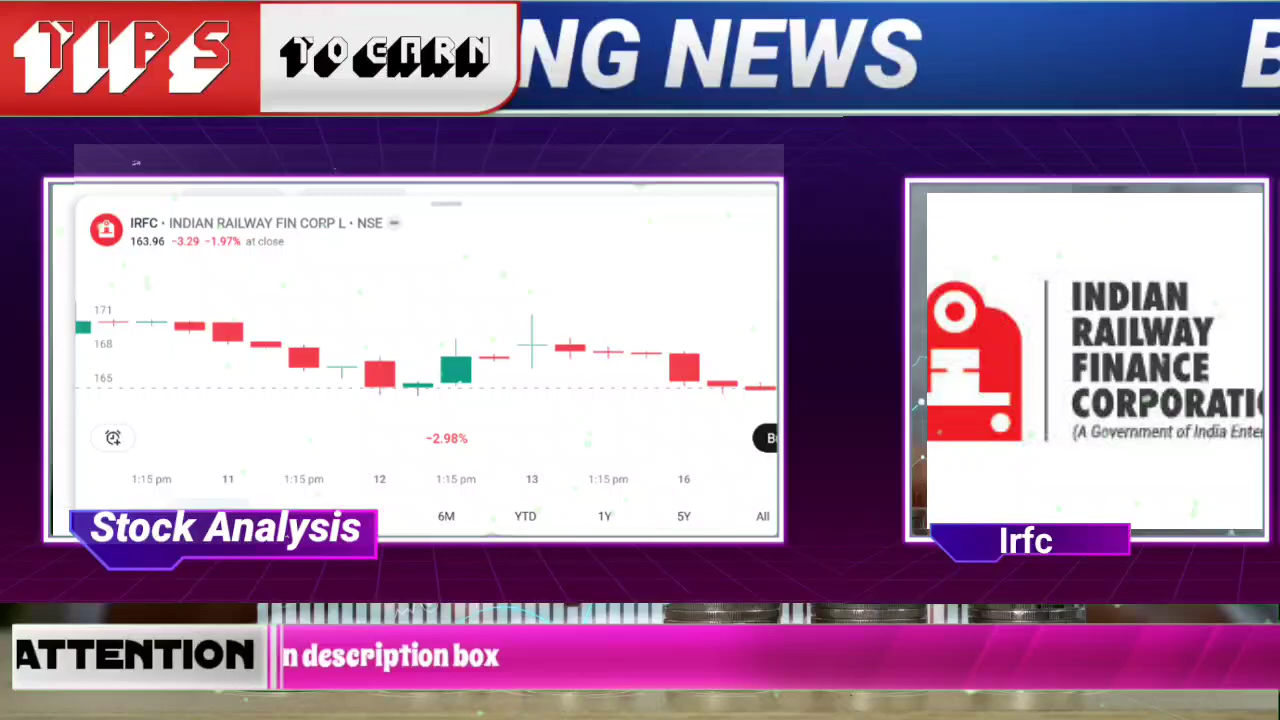 TIPS
TO EARN
NG NEWS
B
IRFC • INDIAN RAILWAY FIN CORP L • NSE
163.96 −3.29 −1.97% at close
171
168
165
−2.98%
B
1:15 pm 11 1:15 pm 12 1:15 pm 13 1:15 pm 16
6M YTD 1Y 5Y All
Stock Analysis
INDIAN
RAILWAY
FINANCE
CORPORATI
(A Government of India Enter
Irfc
ATTENTION
n description box